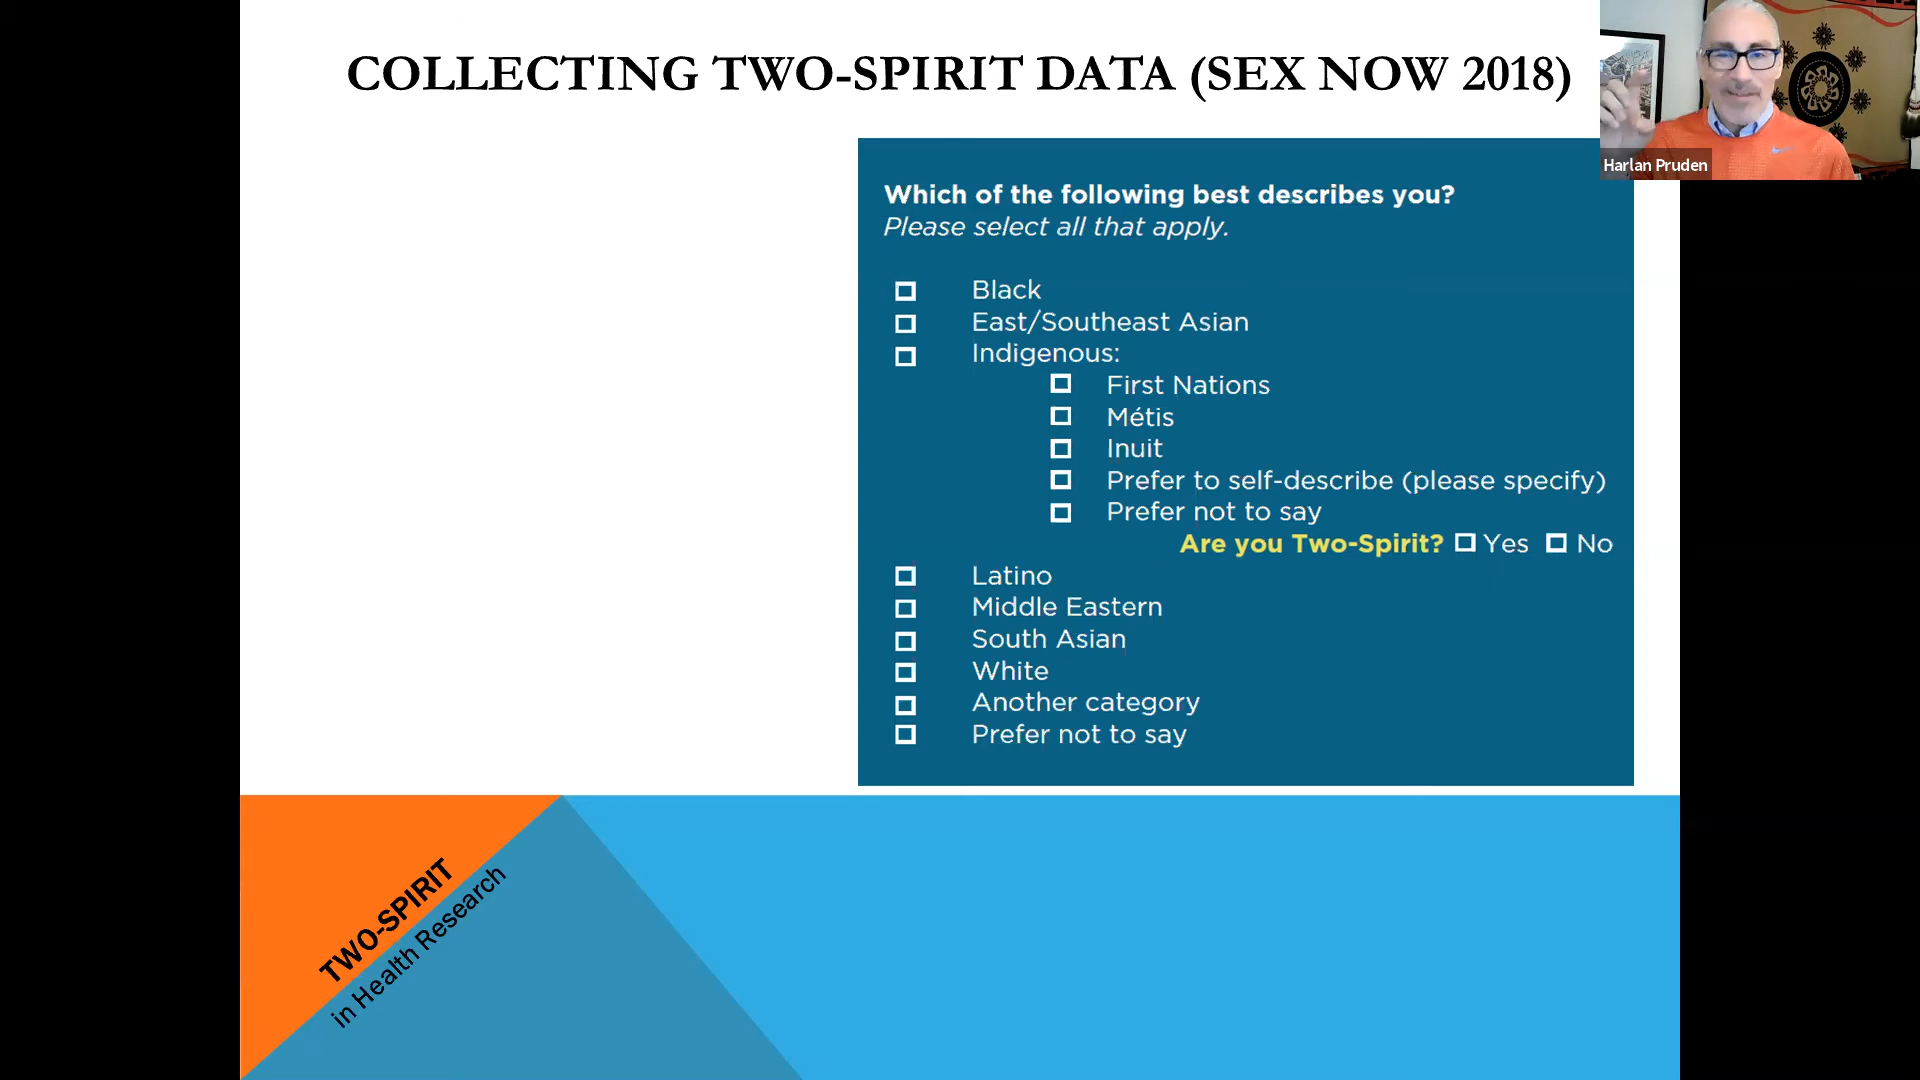 COLLECTING TWO-SPIRIT DATA (SEX NOW 2018)
Harlan Pruden
Which of the following best describes you?
Please select all that apply.
Black
East/Southeast Asian
Indigenous:
First Nations
Métis
Inuit
Prefer to self-describe (please specify)
Prefer not to say
Are you Two-Spirit? Yes No
Latino
Middle Eastern
South Asian
White
Another category
Prefer not to say
TWO-SPIRIT
in Health Research